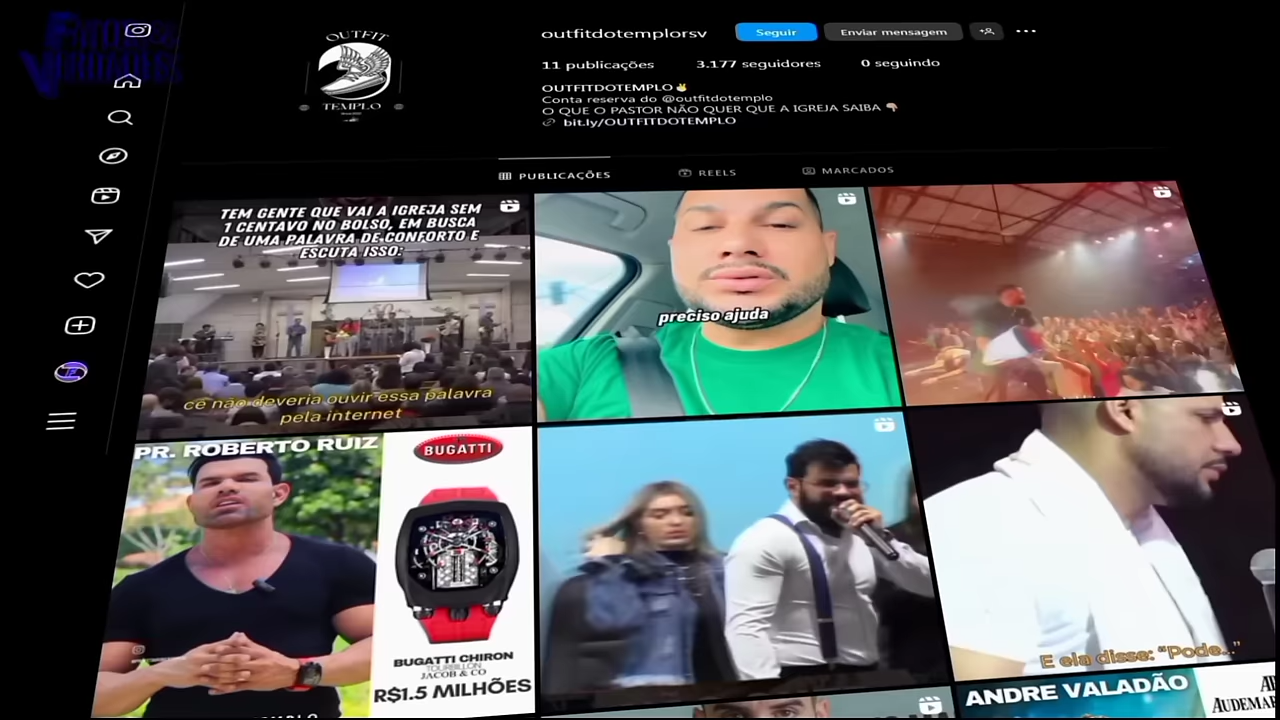 OUTFIT
TEMPLO
outfitdotemplorsv
Seguir
Enviar mensagem
11 publicações
3.177 seguidores
0 seguindo
OUTFITDOTEMPLO
Conta reserva do @outfitdotemplo
O QUE O PASTOR NÃO QUER QUE A IGREJA SAIBA
bit.ly/OUTFITDOTEMPLO
PUBLICAÇÕES
REELS
MARCADOS
TEM GENTE QUE VAI A IGREJA SEM
1 CENTAVO NO BOLSO, EM BUSCA
DE UMA PALAVRA DE CONFORTO E
ESCUTA ISSO:
cê não deveria ouvir essa palavra
pela internet
preciso ajuda
PR. ROBERTO RUIZ
BUGATTI
BUGATTI CHIRON
TOURBILLON
JACOB & CO
R$1.5 MILHÕES
E ela disse: "Pode..."
ANDRE VALADÃO